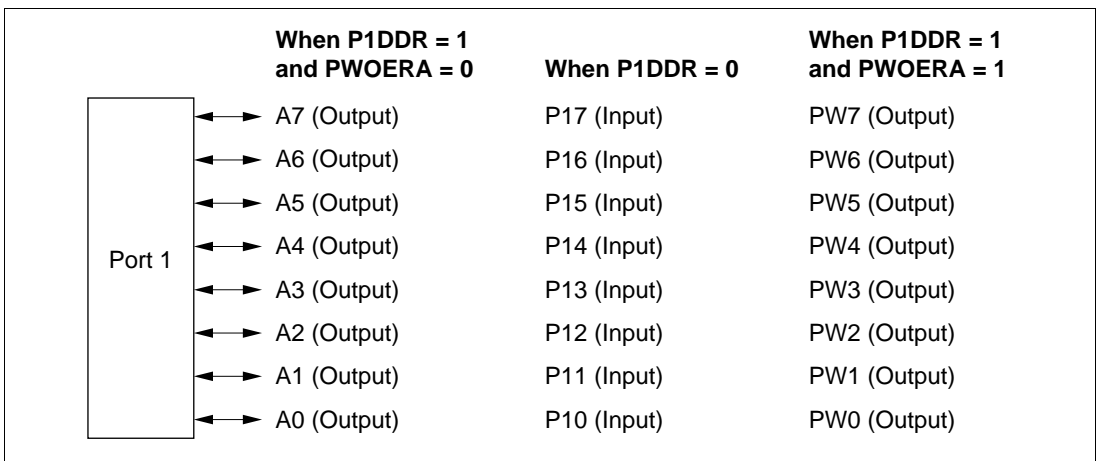 When P1DDR = 1 and PWOERA = 0
When P1DDR = 0
When P1DDR = 1 and PWOERA = 1
Port 1
A7 (Output) P17 (Input) PW7 (Output)
A6 (Output) P16 (Input) PW6 (Output)
A5 (Output) P15 (Input) PW5 (Output)
A4 (Output) P14 (Input) PW4 (Output)
A3 (Output) P13 (Input) PW3 (Output)
A2 (Output) P12 (Input) PW2 (Output)
A1 (Output) P11 (Input) PW1 (Output)
A0 (Output) P10 (Input) PW0 (Output)